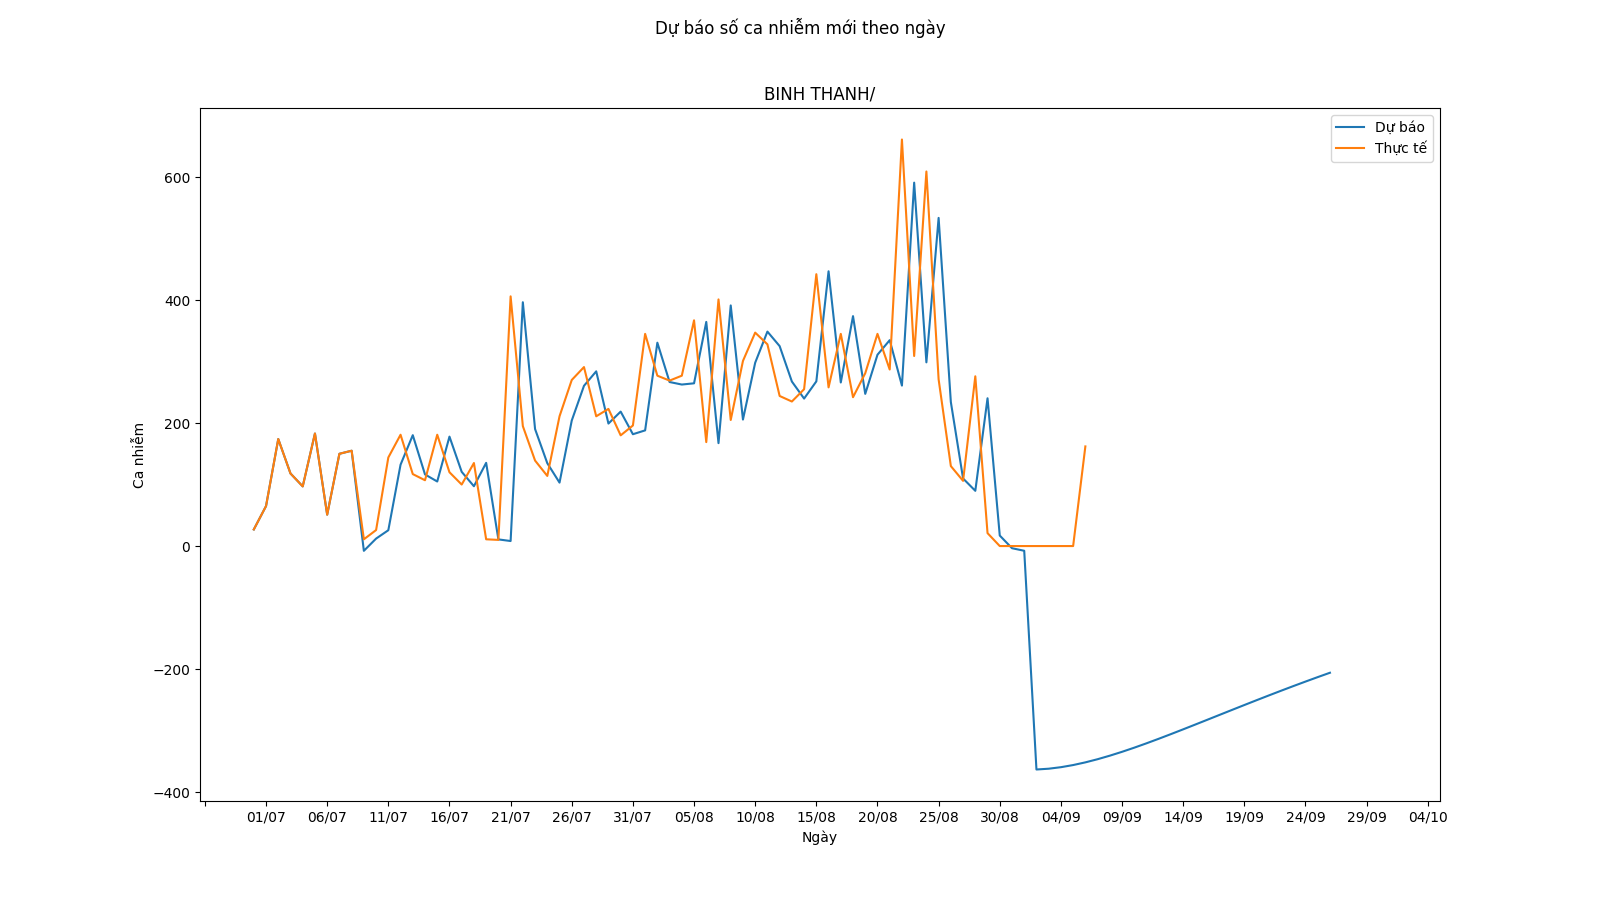 Dự báo số ca nhiễm mới theo ngày
BINH THANH/
Dự báo
Thực tế
Ca nhiễm
600
400
200
0
−200
−400
01/07 06/07 11/07 16/07 21/07 26/07 31/07 05/08 10/08 15/08 20/08 25/08 30/08 04/09 09/09 14/09 19/09 24/09 29/09 04/10
Ngày